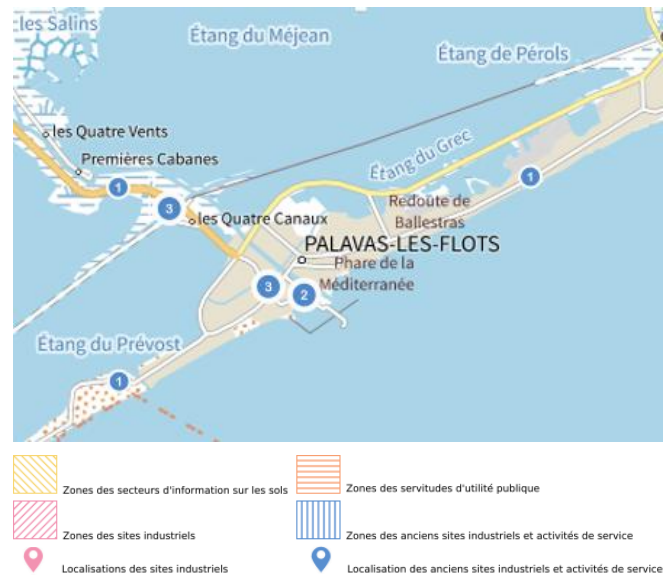 les Salins
Étang du Méjean
Étang de Pérols
les Quatre Vents
Premières Cabanes
Étang du Grec
1
1
3
les Quatre Canaux
Redoute de
Ballestras
PALAVAS-LES-FLOTS
Phare de la
Méditerranée
3
2
Étang du Prévost
1
Zones des secteurs d'information sur les sols
Zones des servitudes d'utilité publique
Zones des sites industriels
Zones des anciens sites industriels et activités de service
Localisations des sites industriels
Localisation des anciens sites industriels et activités de service